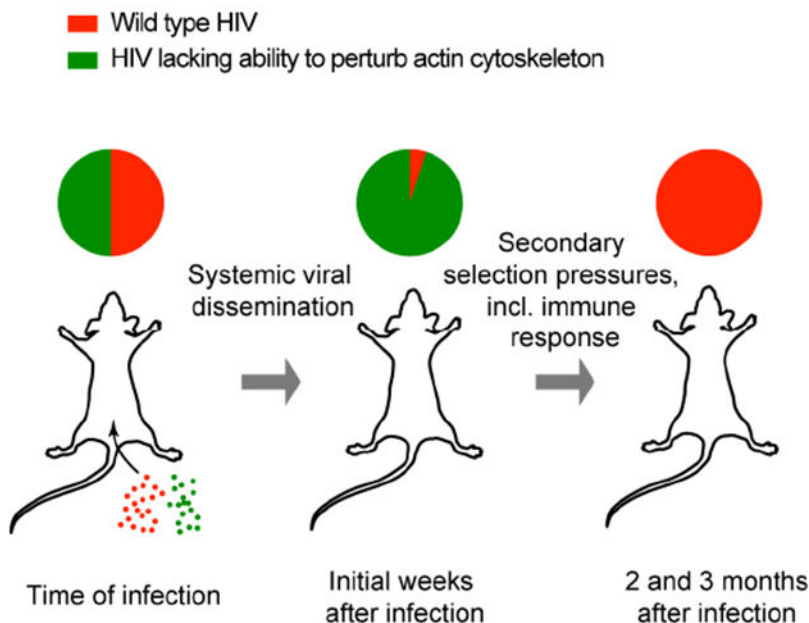 Wild type HIV
HIV lacking ability to perturb actin cytoskeleton
Systemic viral
dissemination
Secondary
selection pressures,
incl. immune
response
Time of infection
Initial weeks
after infection
2 and 3 months
after infection